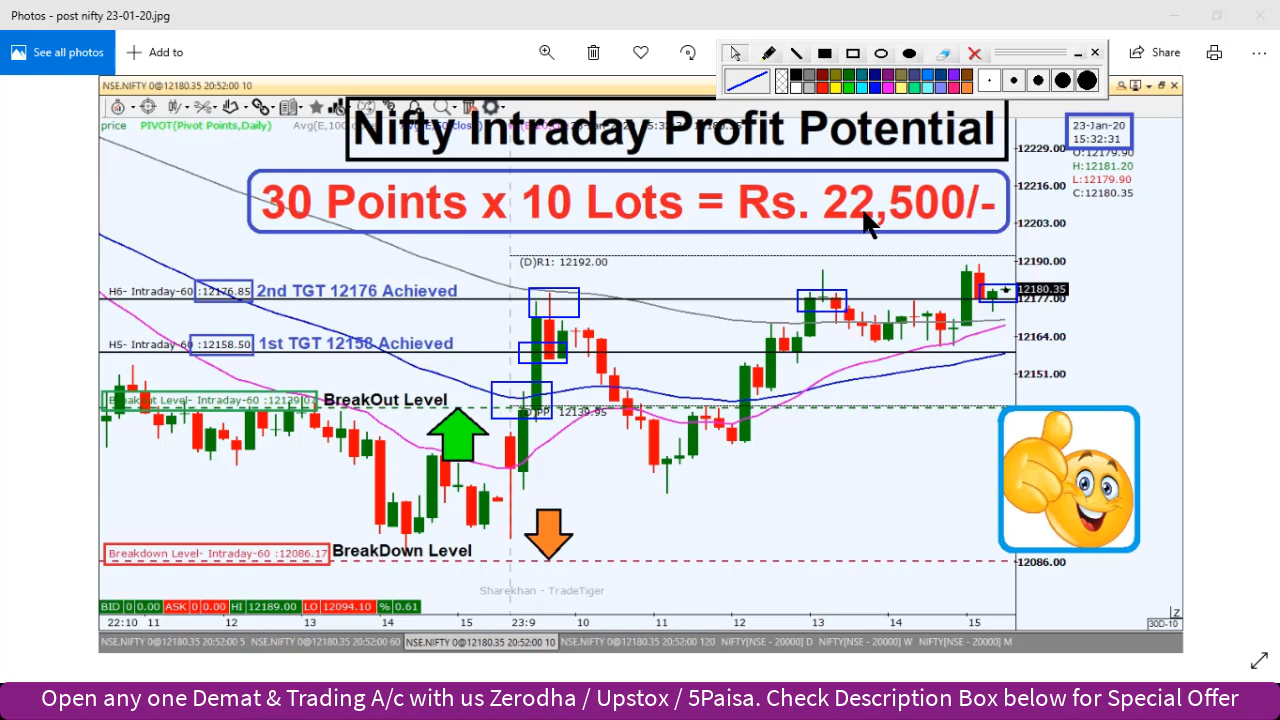 Photos - post nifty 23-01-20.jpg
See all photos
Add to
Share
NSE.NIFTY 0@12180.35 20:52:00 10
Nifty Intraday Profit Potential
price PIVOT(Pivot Points,Daily)
30 Points x 10 Lots = Rs. 22,500/-
23-Jan-20
15:32:31
O:12179.90
H:12181.20
L:12179.90
C:12180.35
12229.00
12216.00
12203.00
12190.00
(D)R1: 12192.00
H6- Intraday-60 :12176.85 2nd TGT 12176 Achieved
12180.35
12177.00
H5- Intraday-60 :12158.50 1st TGT 12158 Achieved
12164.00
12151.00
BreakOut Level
12139.95
Breakdown Level- Intraday-60 :12086.17 BreakDown Level
12086.00
Sharekhan - TradeTiger
BID 0 0.00 ASK 0 0.00 HI 12189.00 LO 12094.10 % 0.61
22:10 11 12 13 14 15 23:9 10 11 12 13 14 15
30D-10
NSE.NIFTY 0@12180.35 20:52:00 5 NSE.NIFTY 0@12180.35 20:52:00 60 NSE.NIFTY 0@12180.35 20:52:00 10 NSE.NIFTY 0@12180.35 20:52:00 120 NIFTY[NSE - 20000] D NIFTY[NSE - 20000] W NIFTY[NSE - 20000] M
Open any one Demat & Trading A/c with us Zerodha / Upstox / 5Paisa. Check Description Box below for Special Offer